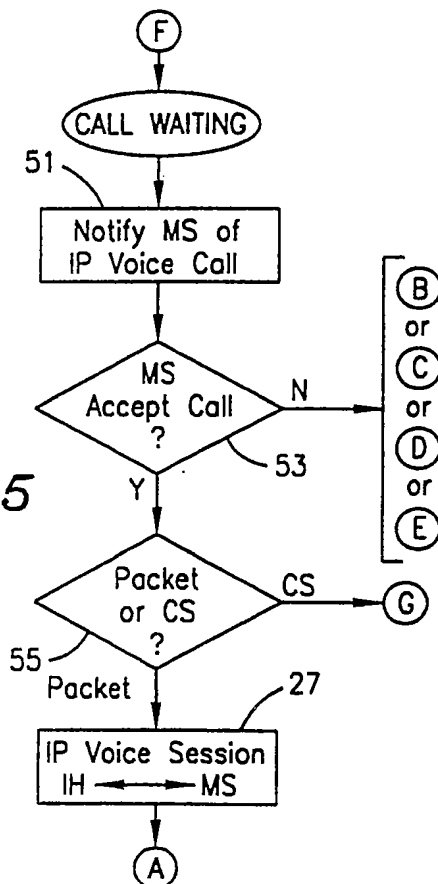 F
CALL WAITING
51
Notify MS of
IP Voice Call
MS
Accept Call
?
N
53
Y
B
or
C
or
D
or
E
5
Packet
or CS
?
CS
G
55
Packet
27
IP Voice Session
IH MS
A